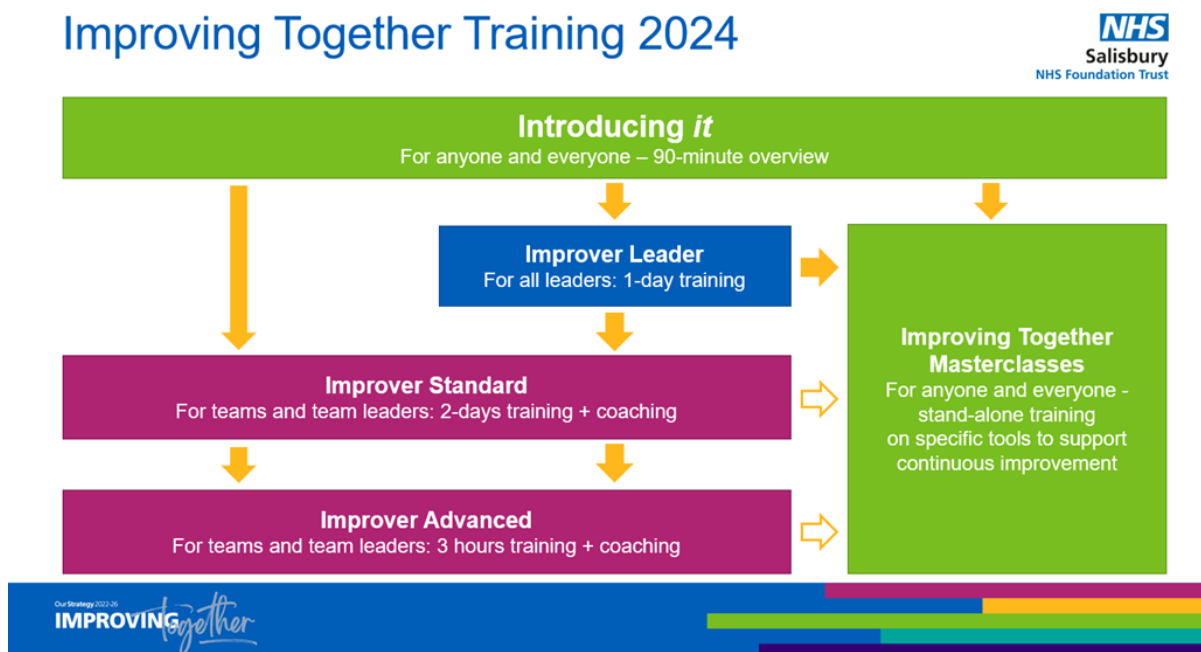 Improving Together Training 2024
NHS
Salisbury
NHS Foundation Trust
Introducing it
For anyone and everyone – 90-minute overview
Improver Leader
For all leaders: 1-day training
Improver Standard
For teams and team leaders: 2-days training + coaching
Improver Advanced
For teams and team leaders: 3 hours training + coaching
Improving Together
Masterclasses
For anyone and everyone -
stand-alone training
on specific tools to support
continuous improvement
Our Strategy 2022-26
IMPROVING together